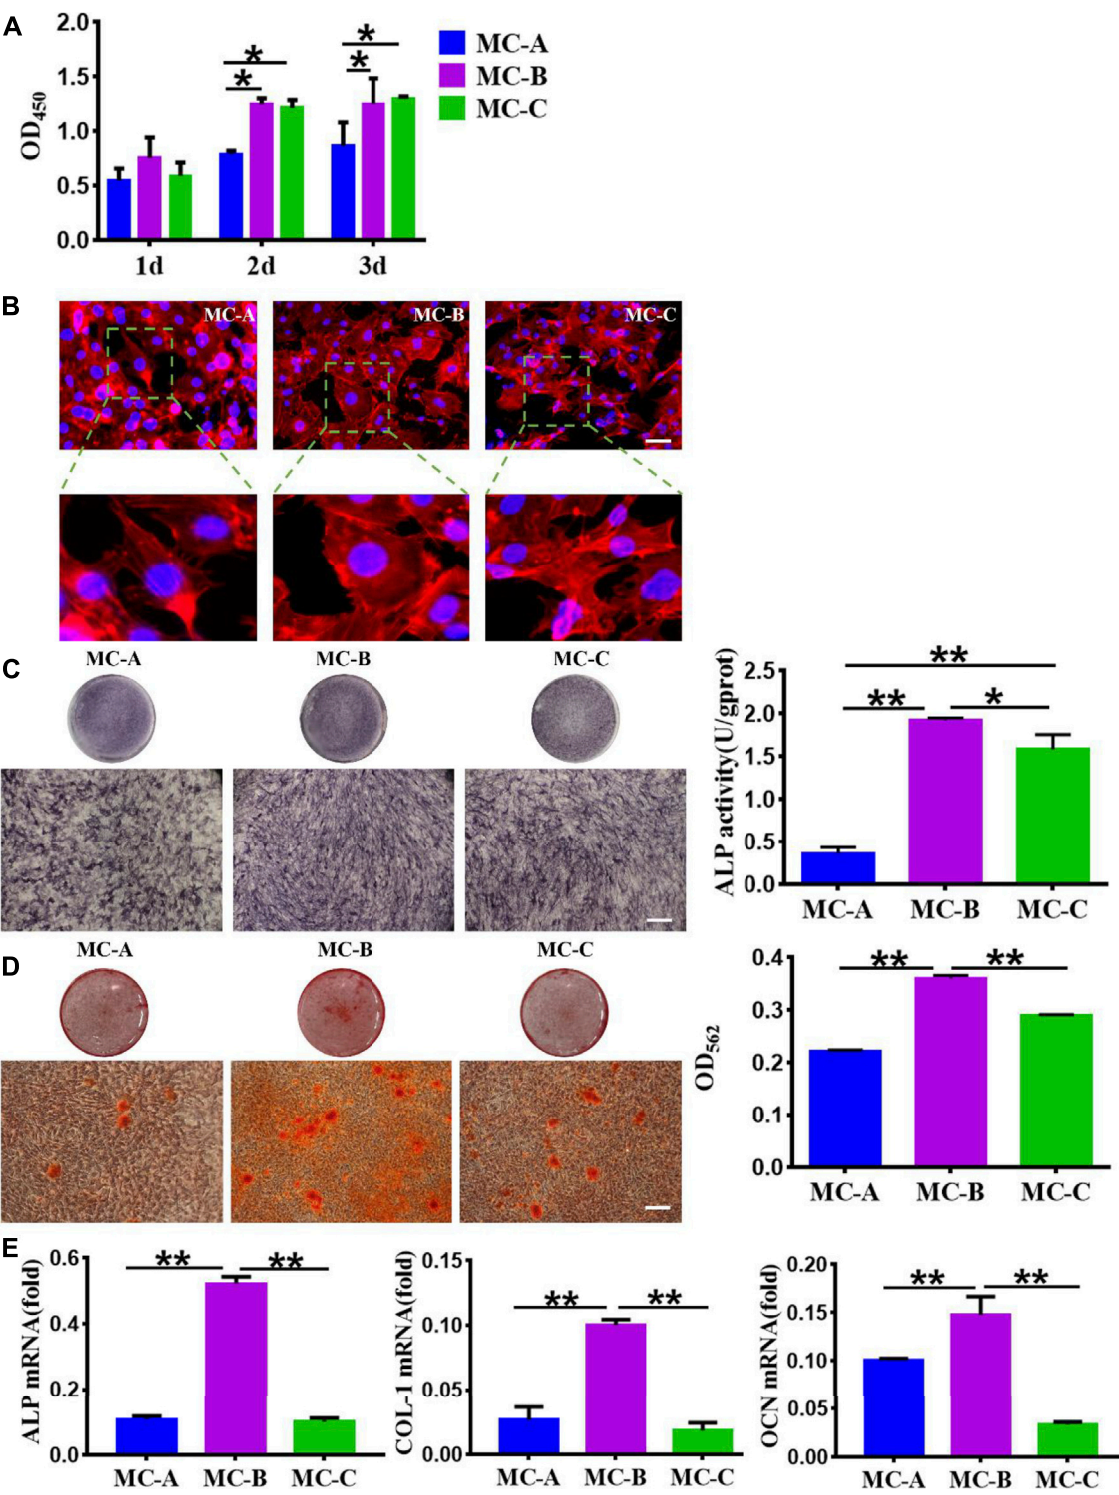 A
2.0
1.5
1.0
0.5
0.0
OD450
* * * *
1d 2d 3d
MC-A
MC-B
MC-C
B
MC-A MC-B MC-C
C
MC-A MC-B MC-C
ALP activity(U/gprot)
2.5
2.0
1.5
1.0
0.5
0.0
**
** *
MC-A MC-B MC-C
D
MC-A MC-B MC-C
OD562
0.4
0.3
0.2
0.1
0.0
** **
MC-A MC-B MC-C
E
ALP mRNA(fold)
0.6
0.4
0.2
0.0
** **
MC-A MC-B MC-C
COL-1 mRNA(fold)
0.15
0.10
0.05
0.00
** **
MC-A MC-B MC-C
OCN mRNA(fold)
0.20
0.15
0.10
0.05
0.00
** **
MC-A MC-B MC-C